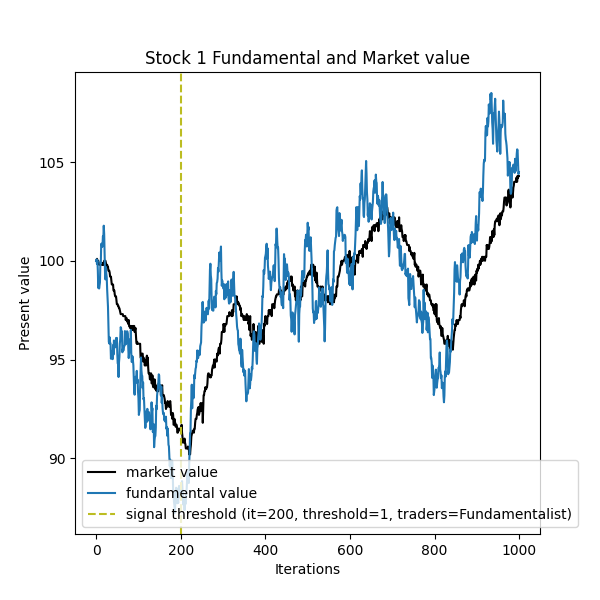 Stock 1 Fundamental and Market value
Present value
105
100
95
90
market value
fundamental value
signal threshold (it=200, threshold=1, traders=Fundamentalist)
0 200 400 600 800 1000
Iterations